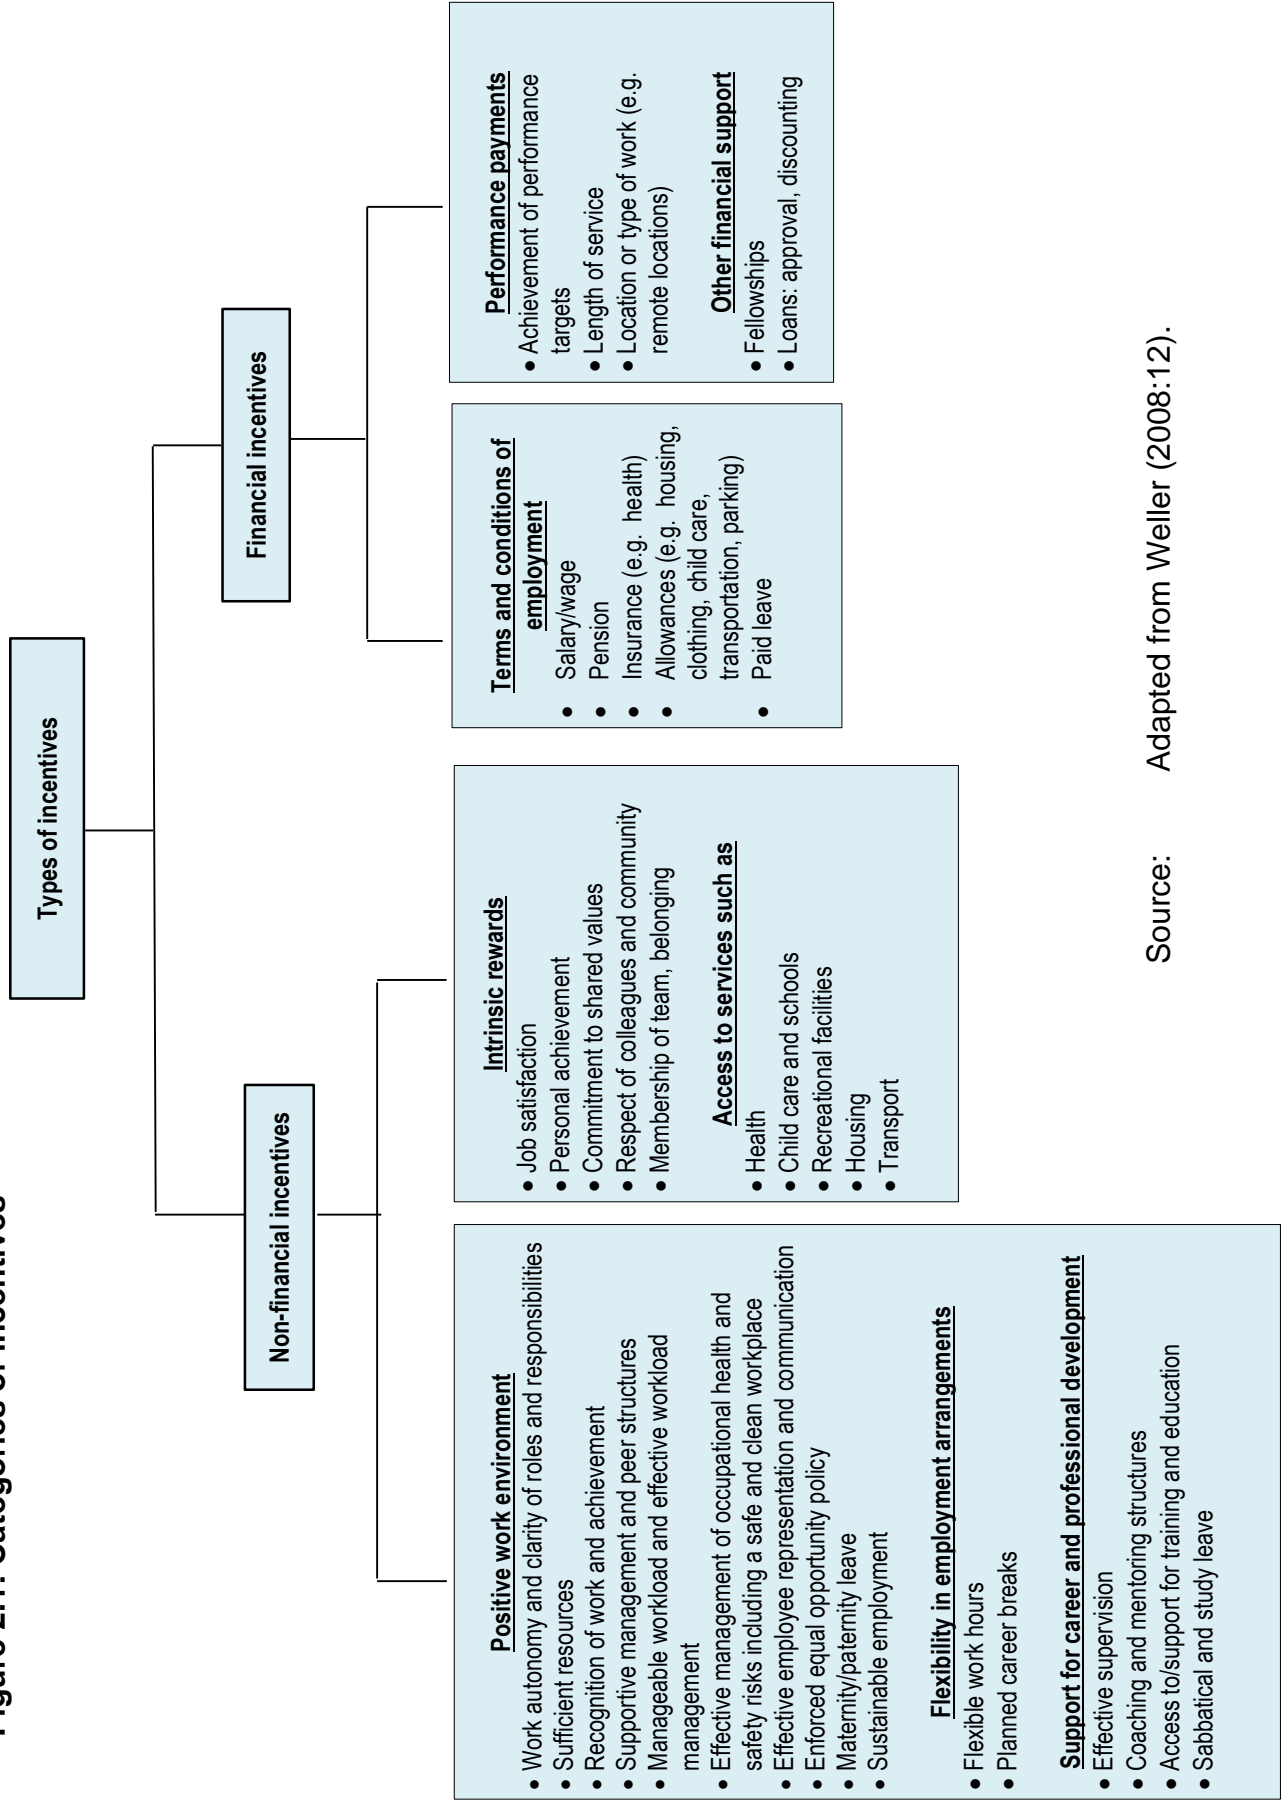 Figure Categories of incentives
Types of incentives
Non-financial incentives
Financial incentives
Positive work environment
• Work autonomy and clarity of roles and responsibilities
• Sufficient resources
• Recognition of work and achievement
• Supportive management and peer structures
• Manageable workload and effective workload
management
• Effective management of occupational health and
safety risks including a safe and clean workplace
• Effective employee representation and communication
• Enforced equal opportunity policy
• Maternity/paternity leave
• Sustainable employment
Flexibility in employment arrangements
• Flexible work hours
• Planned career breaks
Support for career and professional development
• Effective supervision
• Coaching and mentoring structures
• Access to/support for training and education
• Sabbatical and study leave
Intrinsic rewards
• Job satisfaction
• Personal achievement
• Commitment to shared values
• Respect of colleagues and community
• Membership of team, belonging
Access to services such as
• Health
• Child care and schools
• Recreational facilities
• Housing
• Transport
Terms and conditions of
employment
• Salary/wage
• Pension
• Insurance (e.g. health)
• Allowances (e.g. housing,
clothing, child care,
transportation, parking)
• Paid leave
Performance payments
• Achievement of performance
targets
• Length of service
• Location or type of work (e.g.
remote locations)
Other financial support
• Fellowships
• Loans: approval, discounting
Source: Adapted from Weller (2008:12).